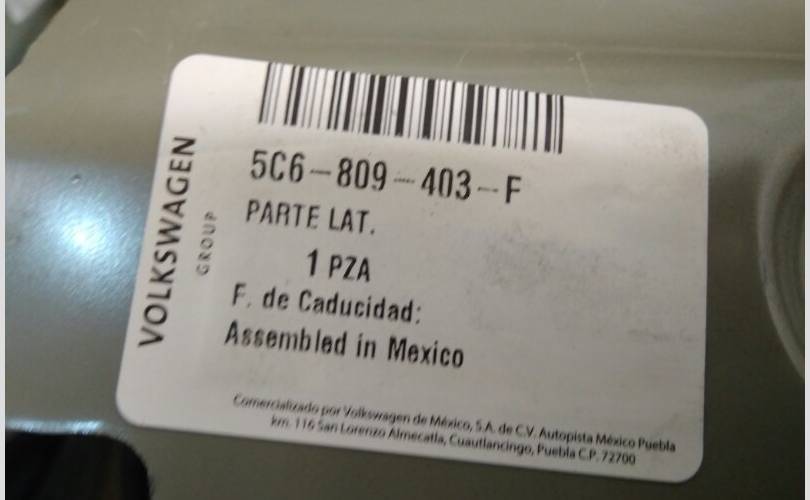 VOLKSWAGEN
GROUP
5C6-809-403-F
PARTE LAT.
1 PZA
F. de Caducidad:
Assembled in Mexico
Comercializado por Volkswagen de México, S.A. de C.V. Autopista México Puebla
km. 116 San Lorenzo Almecatla, Cuautlancingo, Puebla C.P. 72700